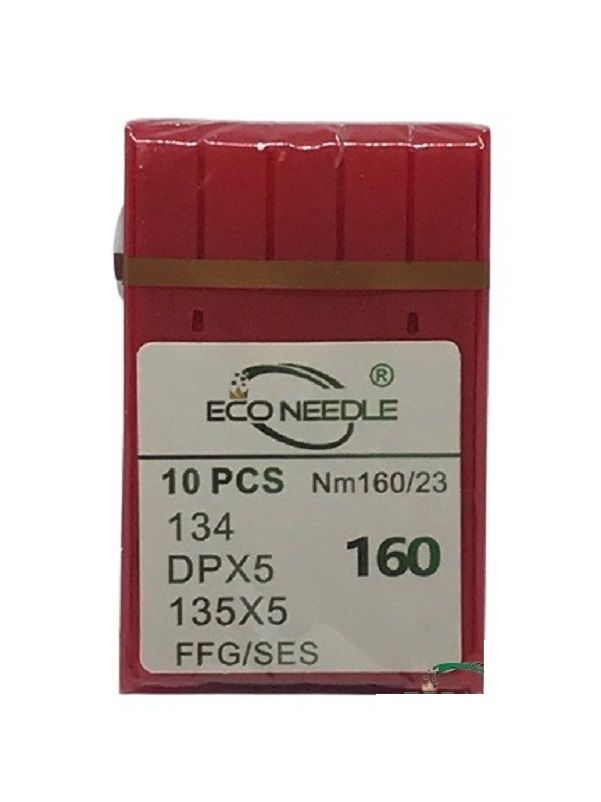 ®
ECO NEEDLE
10 PCS Nm160/23
134
DPX5
160
135X5
FFG/SES